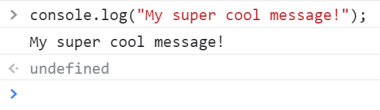 > console.log("My super cool message!");
My super cool message!
undefined
>